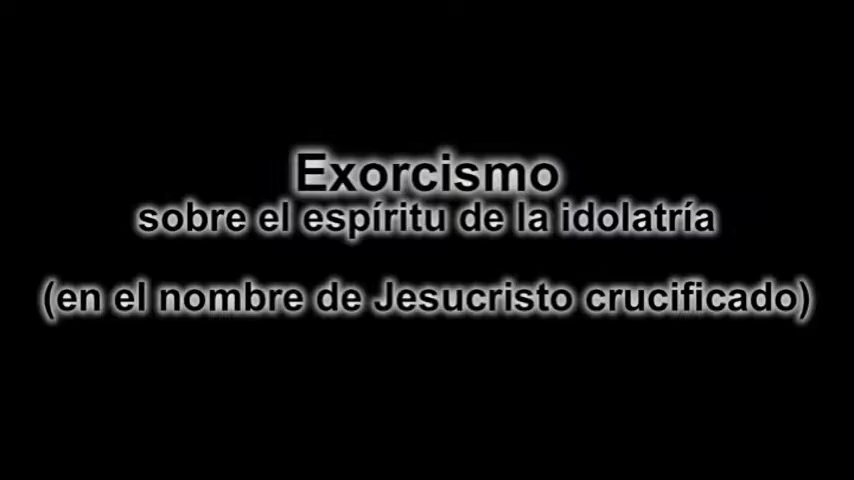 Exorcismo
sobre el espíritu de la idolatría
(en el nombre de Jesucristo crucificado)